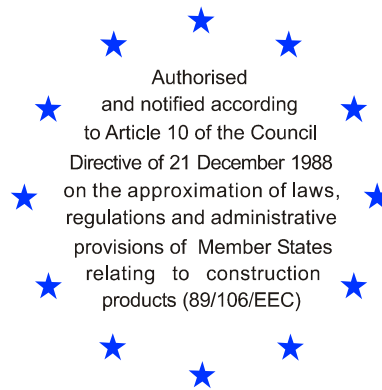 Authorised
and notified according
to Article 10 of the Council
Directive of 21 December 1988
on the approximation of laws,
regulations and administrative
provisions of Member States
relating to construction
products (89/106/EEC)